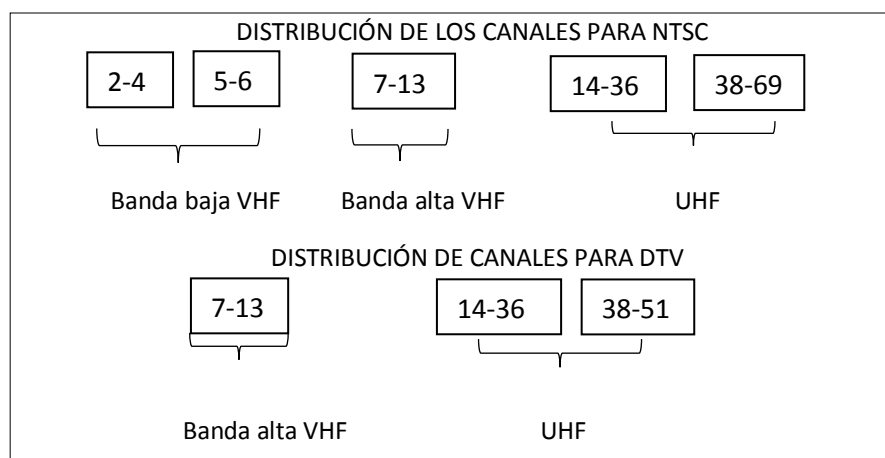 DISTRIBUCIÓN DE LOS CANALES PARA NTSC
2-4 5-6 7-13 14-36 38-69
Banda baja VHF Banda alta VHF UHF
DISTRIBUCIÓN DE CANALES PARA DTV
7-13 14-36 38-51
Banda alta VHF UHF